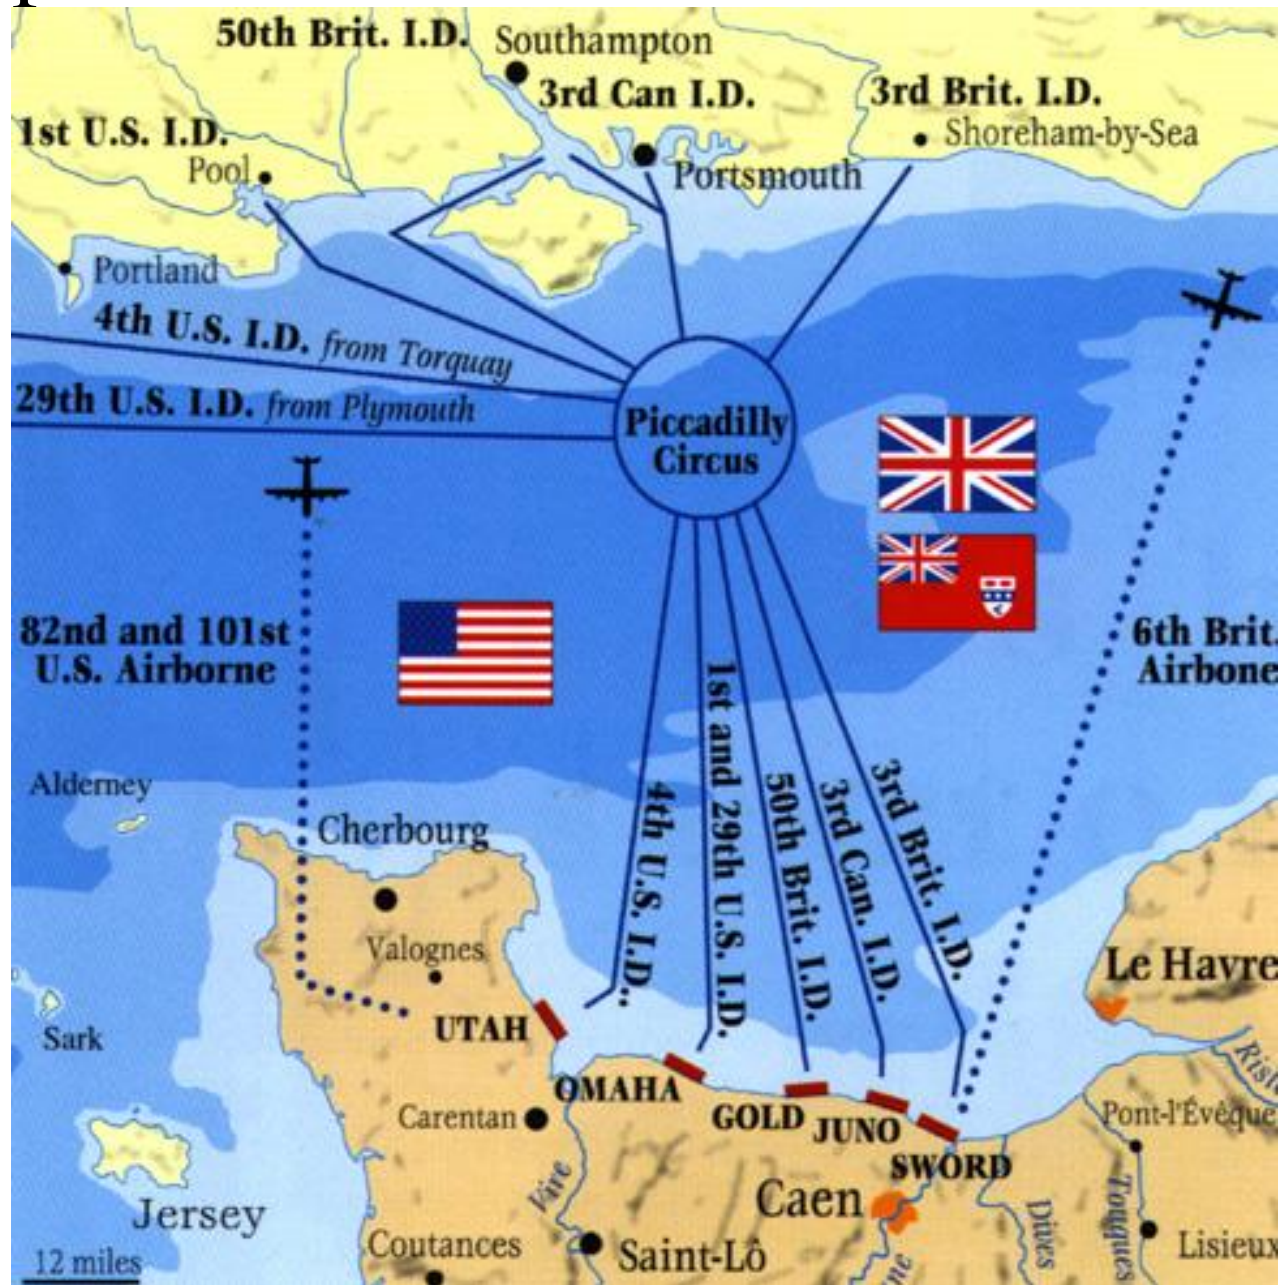 50th Brit. I.D.
Southampton
3rd Can I.D.
3rd Brit. I.D.
1st U.S. I.D.
Shoreham-by-Sea
Pool
Portsmouth
Portland
4th U.S. I.D. from Torquay
29th U.S. I.D. from Plymouth
Piccadilly
Circus
82nd and 101st
U.S. Airborne
6th Brit.
Airbone
1st and 29th U.S. I.D.
4th U.S. I.D..
50th Brit. I.D.
3rd Can. I.D.
3rd Brit. I.D.
Alderney
Cherbourg
Valognes
Le Havre
Sark
UTAH
OMAHA
GOLD
JUNO
SWORD
Carentan
Pont-l'Évêque
Vire
Caen
Dives
Touques
Jersey
Coutances
Saint-Lô
Lisieux
12 miles